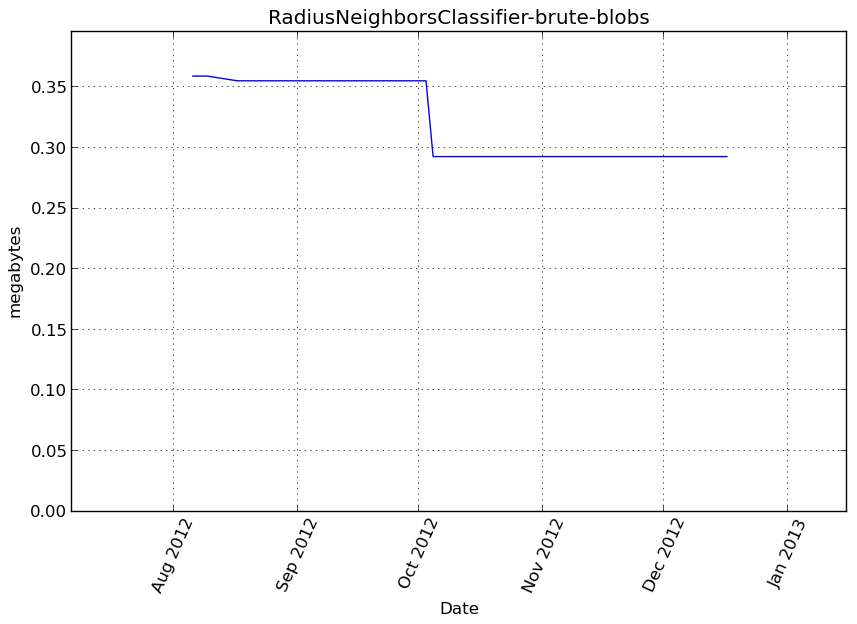 RadiusNeighborsClassifier-brute-blobs
0.35
0.30
0.25
0.20
0.15
0.10
0.05
0.00
megabytes
Aug 2012
Sep 2012
Oct 2012
Nov 2012
Dec 2012
Jan 2013
Date